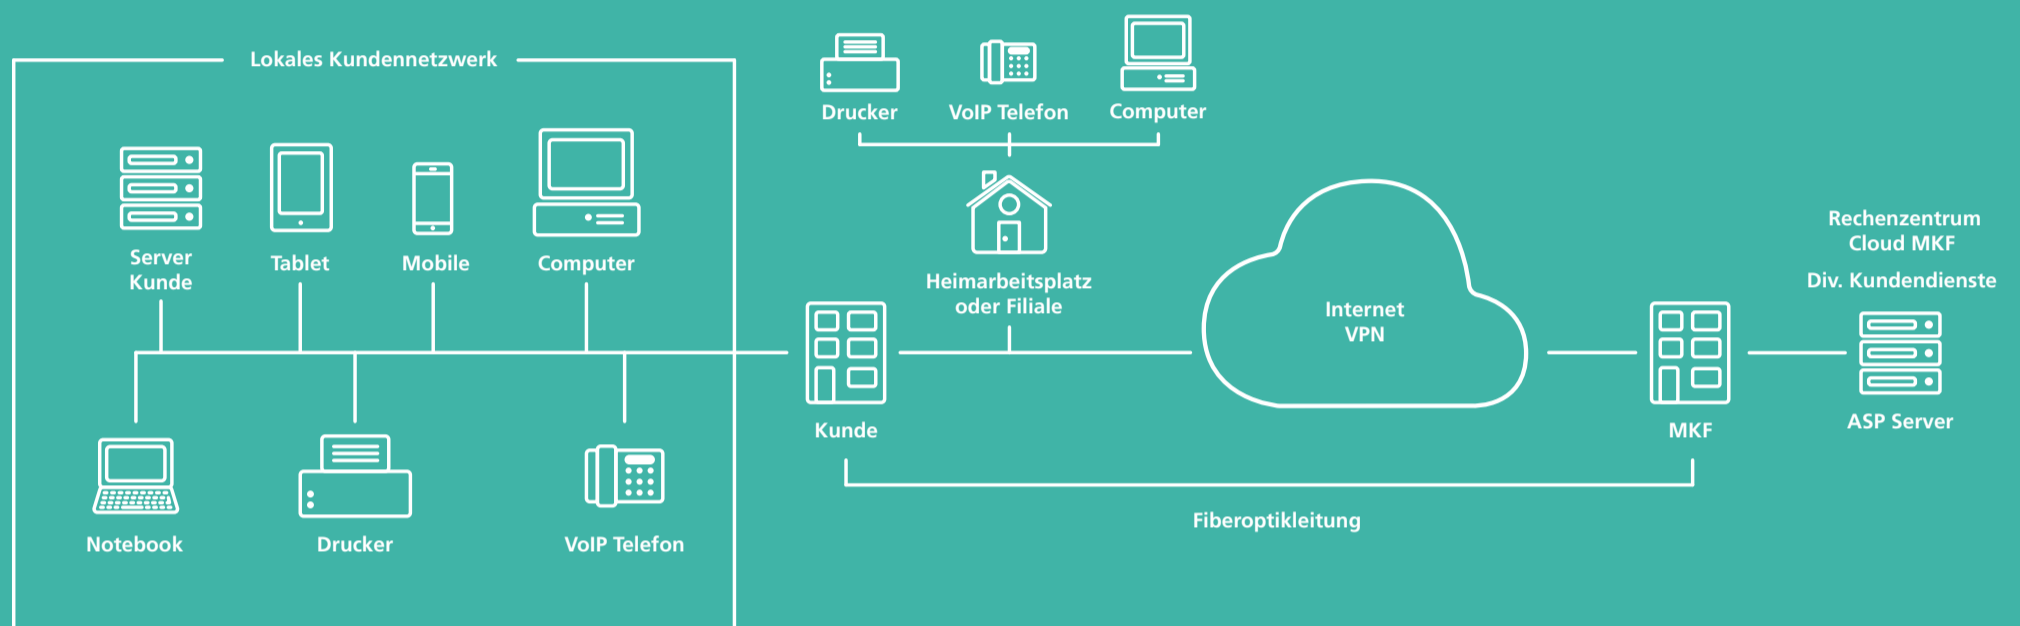 Lokales Kundennetzwerk
Server
Kunde
Tablet
Mobile
Computer
Notebook
Drucker
VoIP Telefon
Drucker
VoIP Telefon
Computer
Heimarbeitsplatz
oder Filiale
Kunde
Internet
VPN
MKF
Fiberoptikleitung
Rechenzentrum
Cloud MKF
Div. Kundendienste
ASP Server